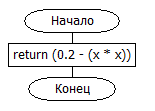 Начало
return (0.2 - (x * x))
Конец